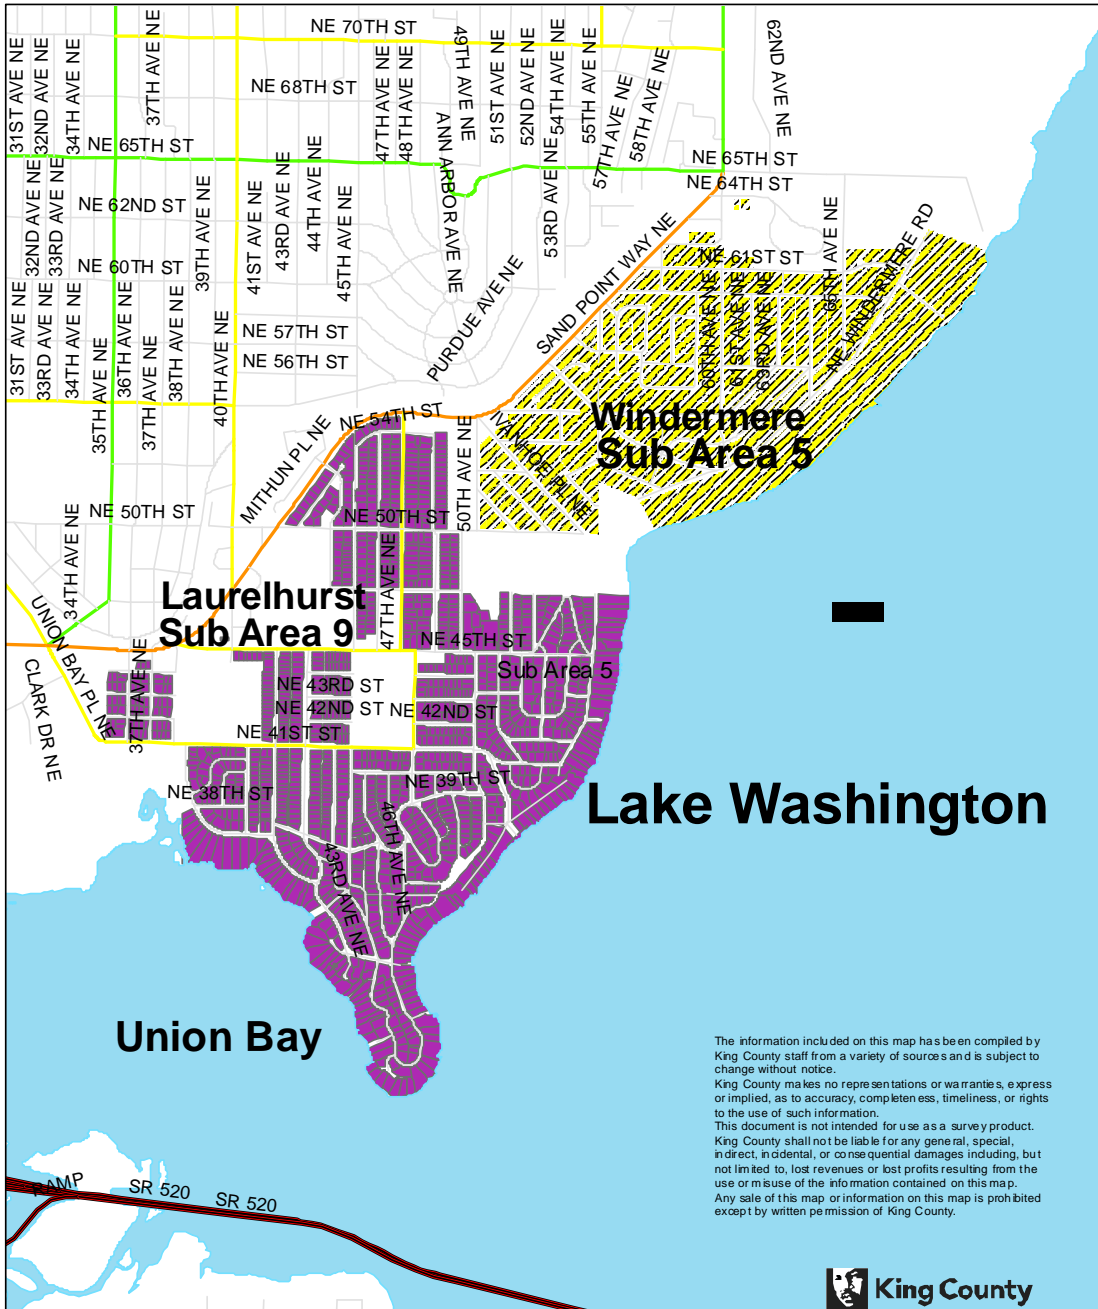 NE 70TH ST
49TH AVE NE
62ND AVE NE
31ST AVE NE
32ND AVE NE
34TH AVE NE
37TH AVE NE
NE 68TH ST
47TH AVE NE
48TH AVE NE
51ST AVE NE
52ND AVE NE
54TH AVE NE
55TH AVE NE
57TH AVE NE
58TH AVE NE
NE 65TH ST
ANN ARBOR AVE NE
53RD AVE NE
NE 65TH ST
NE 64TH ST
32ND AVE NE
33RD AVE NE
NE 62ND ST
39TH AVE NE
41ST AVE NE
43RD AVE NE
44TH AVE NE
45TH AVE NE
SAND POINT WAY NE
65TH AVE NE
NE WINDERMERE RD
NE 60TH ST
NE 61ST ST
PURDUE AVE NE
31ST AVE NE
33RD AVE NE
34TH AVE NE
35TH AVE NE
36TH AVE NE
37TH AVE NE
38TH AVE NE
40TH AVE NE
NE 57TH ST
NE 56TH ST
60TH AVE NE
61ST AVE NE
63RD AVE NE
NE 54TH ST
MITHUN PL NE
50TH AVE NE
IVANHOE PL NE
Windermere
Sub Area 5
34TH AVE NE
NE 50TH ST
NE 50TH ST
47TH AVE NE
UNION BAY PL NE
Laurelhurst
Sub Area 9
NE 45TH ST
Sub Area 5
CLARK DR NE
37TH AVE NE
NE 43RD ST
NE 42ND ST
NE 42ND ST
NE 41ST ST
NE 39TH ST
NE 38TH ST
46TH AVE NE
43RD AVE NE
Lake Washington
Union Bay
The information included on this map has been compiled by
King County staff from a variety of sources and is subject to
change without notice.
King County makes no representations or warranties, express
or implied, as to accuracy, completeness, timeliness, or rights
to the use of such information.
This document is not intended for use as a survey product.
King County shall not be liable for any general, special,
indirect, incidental, or consequential damages including, but
not limited to, lost revenues or lost profits resulting from the
use or misuse of the information contained on this map.
Any sale of this map or information on this map is prohibited
except by written permission of King County.
RAMP
SR 520
SR 520
King County